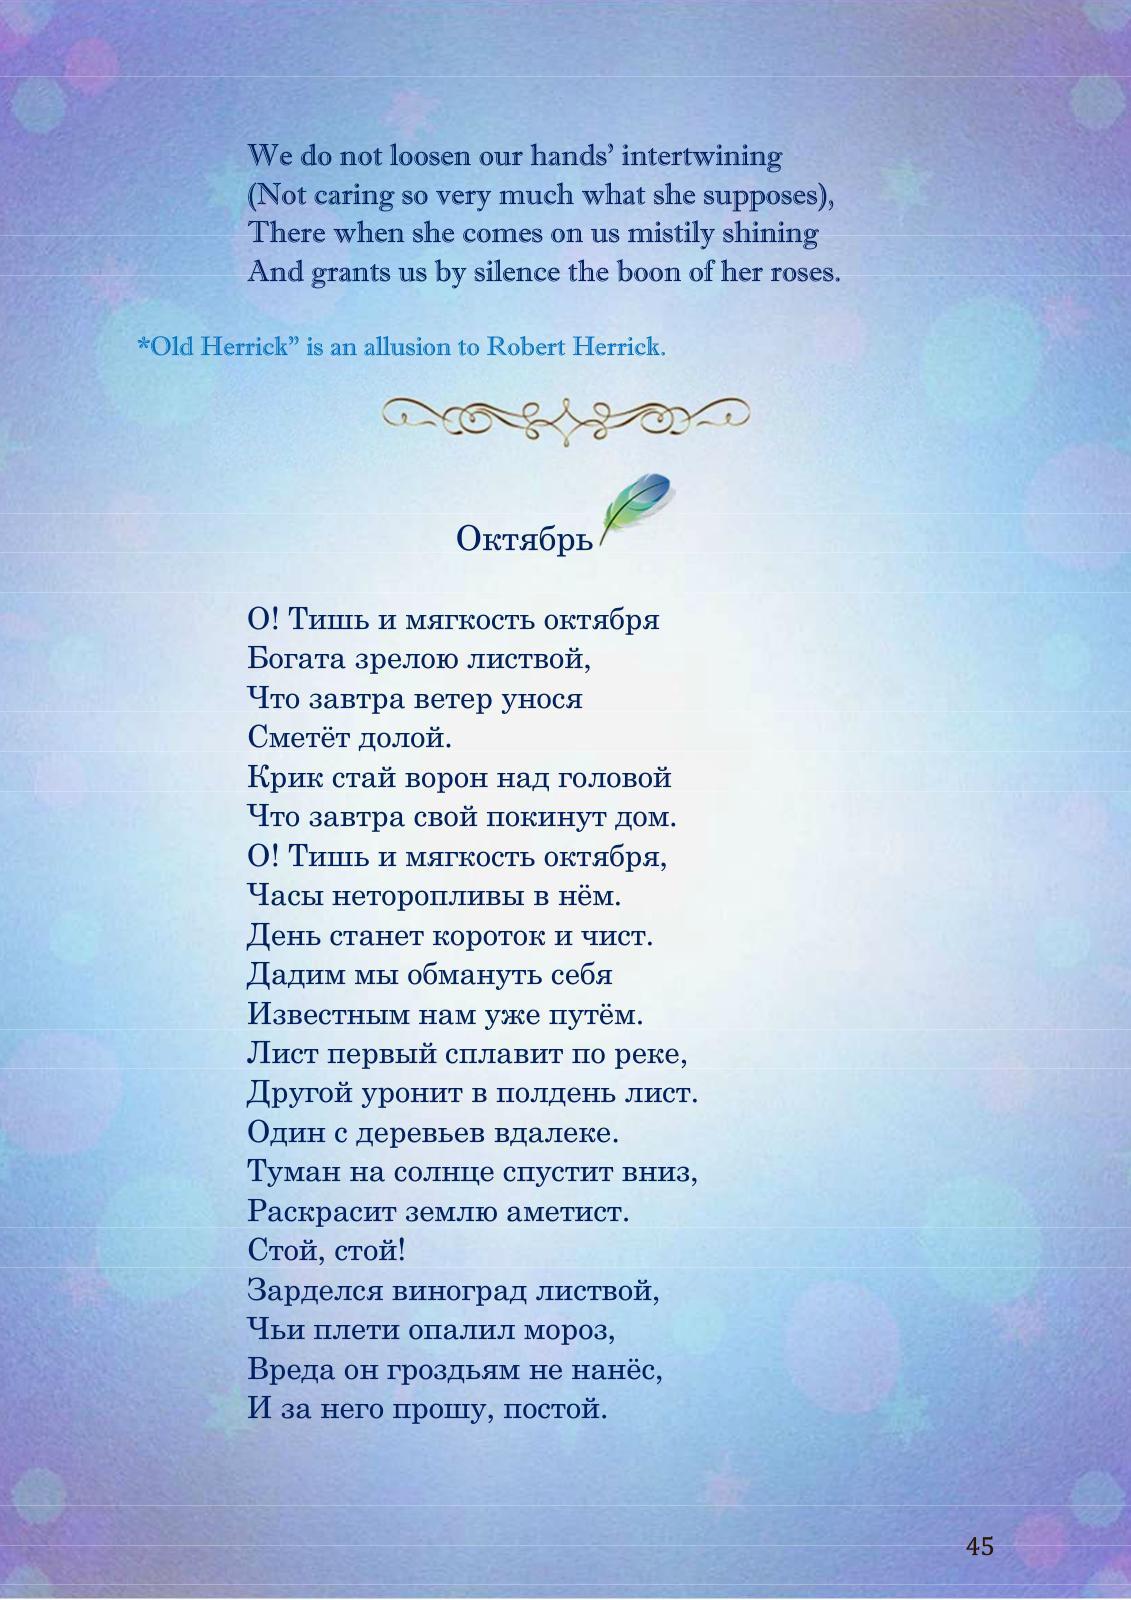 We do not loosen our hands’ intertwining
(Not caring so very much what she supposes),
There when she comes on us mistily shining
And grants us by silence the boon of her roses.
*Old Herrick” is an allusion to Robert Herrick.
Октябрь
О! Тишь и мягкость октября
Богата зрелою листвой,
Что завтра ветер унося
Сметёт долой.
Крик стай ворон над головой
Что завтра свой покинут дом.
О! Тишь и мягкость октября,
Часы неторопливы в нём.
День станет короток и чист.
Дадим мы обмануть себя
Известным нам уже путём.
Лист первый сплавит по реке,
Другой уронит в полдень лист.
Один с деревьев вдалеке.
Туман на солнце спустит вниз,
Раскрасит землю аметист.
Стой, стой!
Зарделся виноград листвой,
Чьи плети опалил мороз,
Вреда он гроздьям не нанёс,
И за него прошу, постой.
45